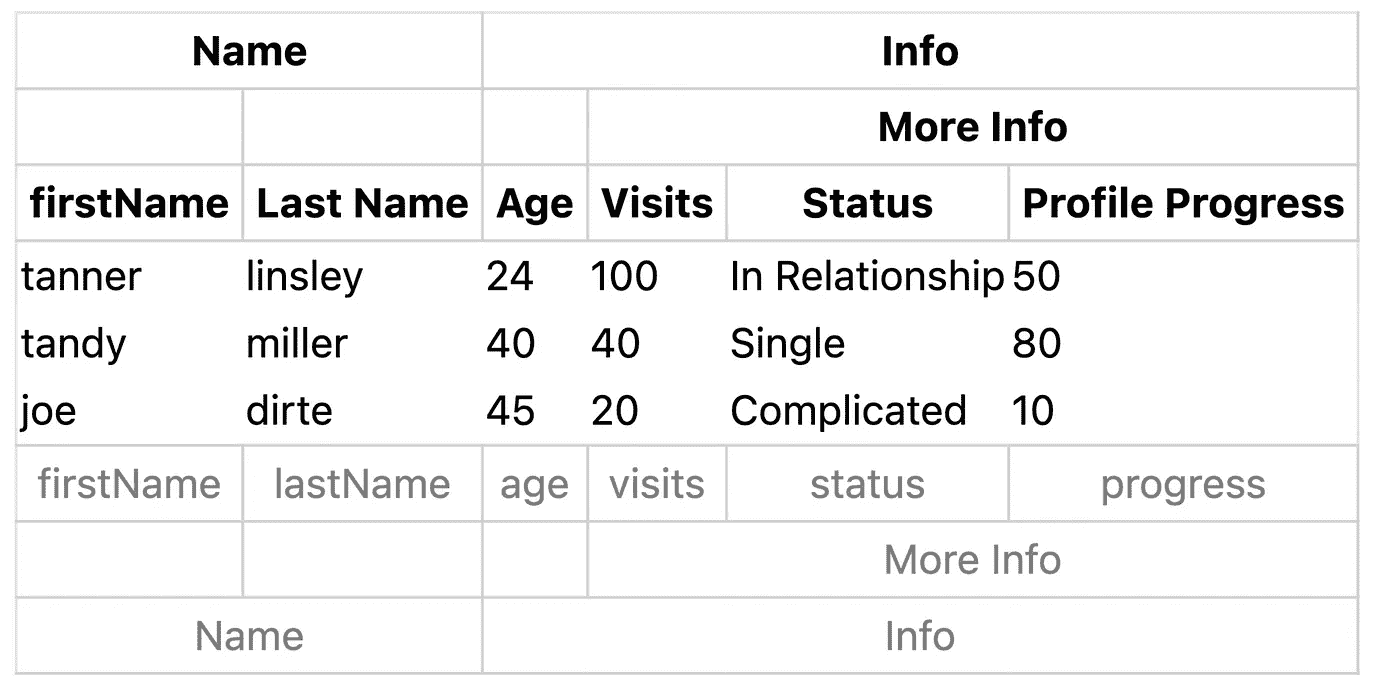 Name Info
More Info
firstName Last Name Age Visits Status Profile Progress
tanner linsley 24 100 In Relationship 50
tandy miller 40 40 Single 80
joe dirte 45 20 Complicated 10
firstName lastName age visits status progress
More Info
Name Info